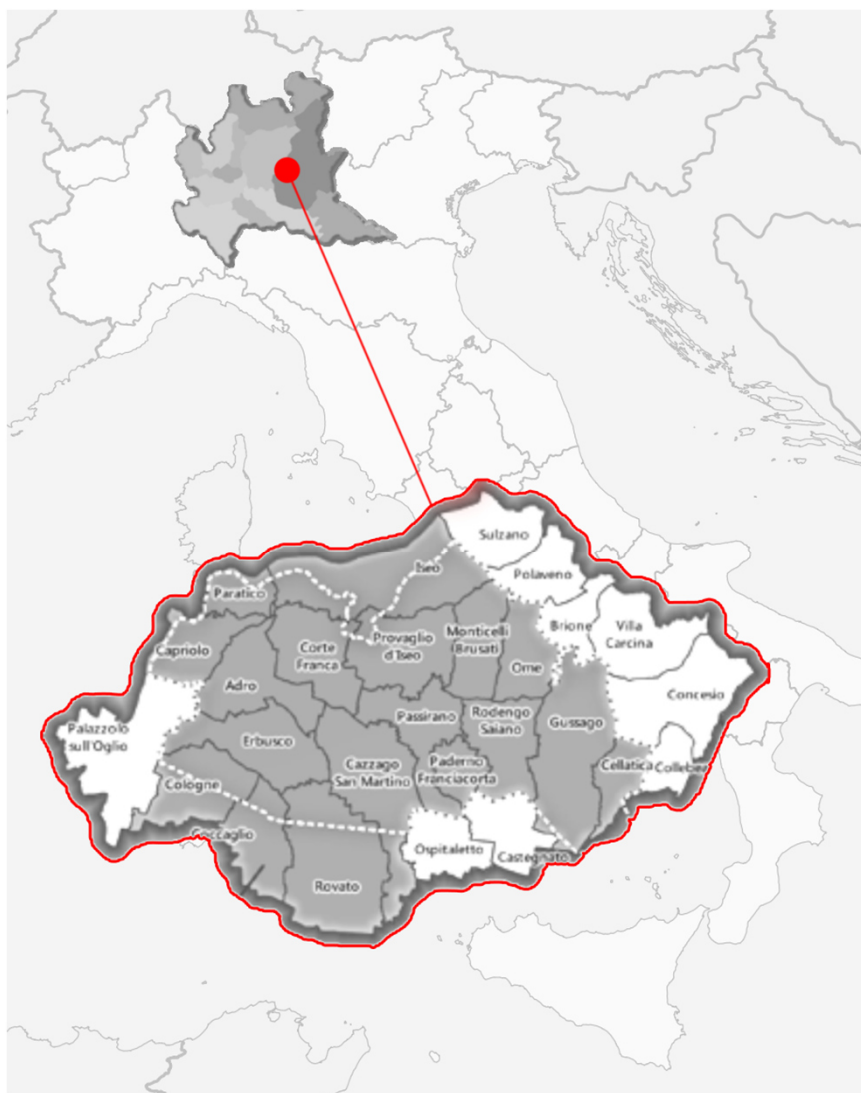 Sulzano
Iseo
Polaveno
Paratico
Brione
Villa
Carcina
Capriolo
Corte
Franca
Provaglio
d'Iseo
Monticelli
Brusati
Ome
Adro
Concesio
Palazzolo
sull'Oglio
Erbusco
Passirano
Rodengo
Saiano
Gussago
Cologne
Cazzago
San Martino
Paderno
Franciacorta
Cellatica
Collebea
Coccaglio
Ospitaletto
Castegnato
Rovato